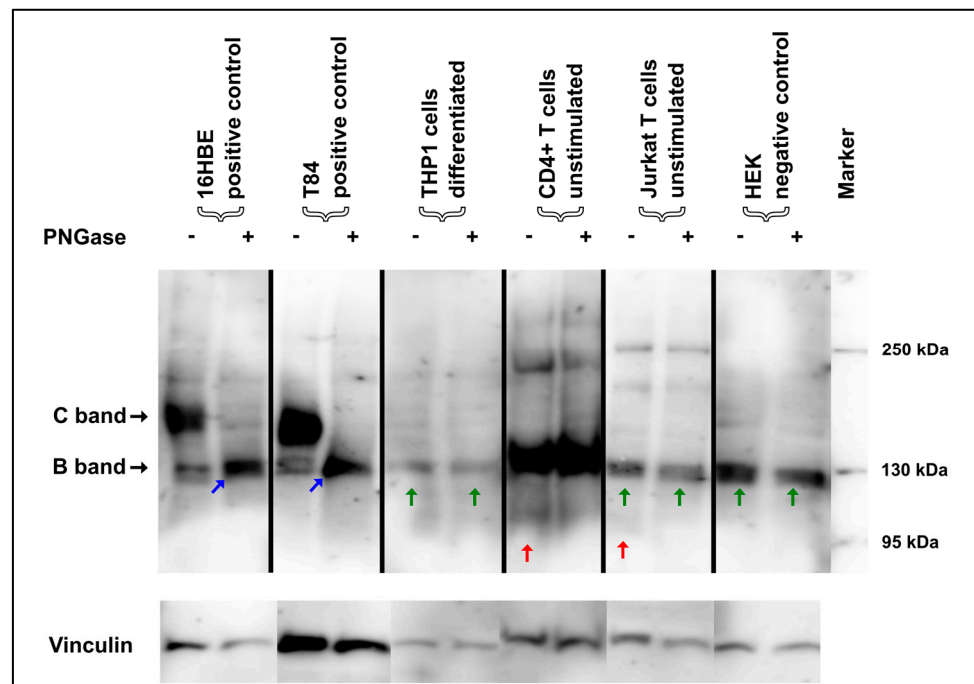 16HBE
positive control
T84
positive control
THP1 cells
differentiated
CD4+ T cells
unstimulated
Jurkat T cells
unstimulated
HEK
negative control
Marker
PNGase - + - + - + - + - + - +
250 kDa
C band→
B band→ 130 kDa
95 kDa
Vinculin